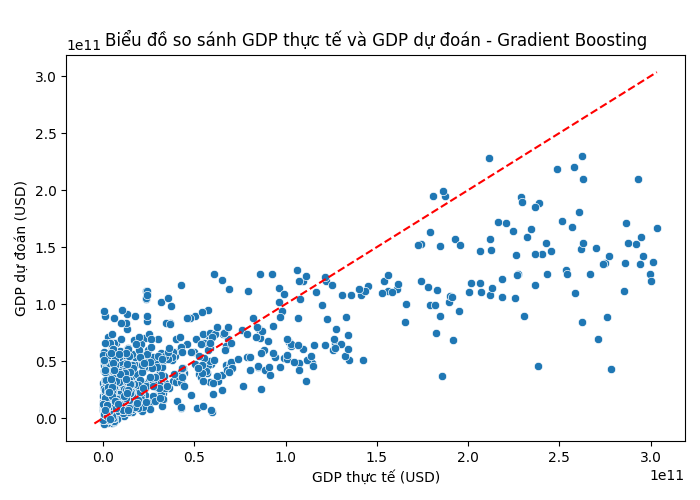 Biểu đồ so sánh GDP thực tế và GDP dự đoán - Gradient Boosting
1e11
3.0
2.5
2.0
1.5
1.0
0.5
0.0
GDP dự đoán (USD)
0.0 0.5 1.0 1.5 2.0 2.5 3.0
1e11
GDP thực tế (USD)